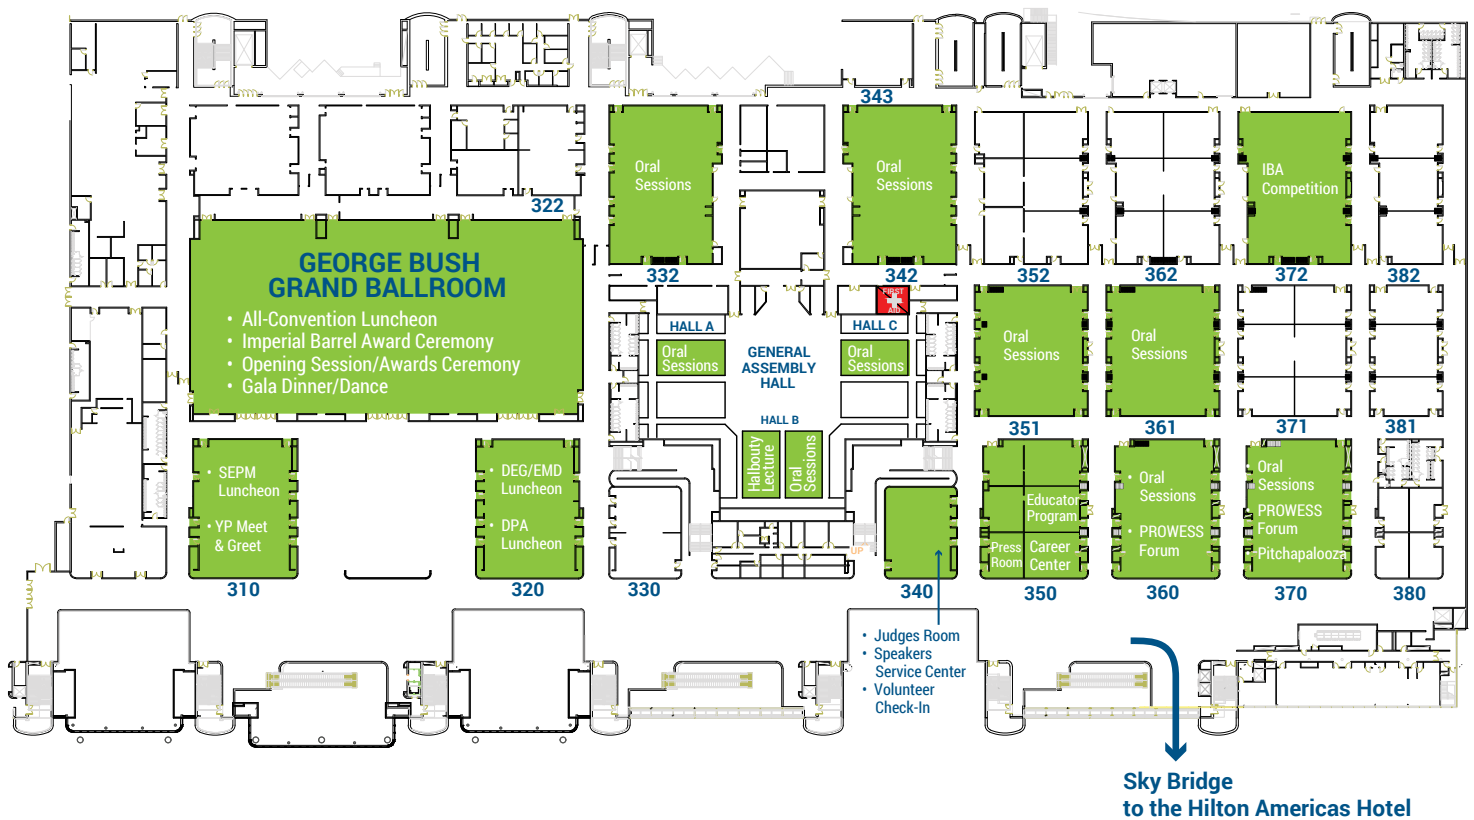 343
Oral
Sessions
Oral
Sessions
IBA
Competition
322
332
342
352
362
372
382
GEORGE BUSH
GRAND BALLROOM
• All-Convention Luncheon
• Imperial Barrel Award Ceremony
• Opening Session/Awards Ceremony
• Gala Dinner/Dance
FIRST
AID
HALL A
HALL C
Oral
Sessions
GENERAL
ASSEMBLY
HALL
Oral
Sessions
HALL B
Halbouty
Lecture
Oral
Sessions
Oral
Sessions
Oral
Sessions
351
361
371
381
• SEPM
Luncheon
• YP Meet
& Greet
• DEG/EMD
Luncheon
• DPA
Luncheon
UP
Educator
Program
Press
Room
Career
Center
• Oral
Sessions
• PROWESS
Forum
• Oral
Sessions
• PROWESS
Forum
• Pitchapalooza
310
320
330
340
350
360
370
380
• Judges Room
• Speakers
Service Center
• Volunteer
Check-In
Sky Bridge
to the Hilton Americas Hotel